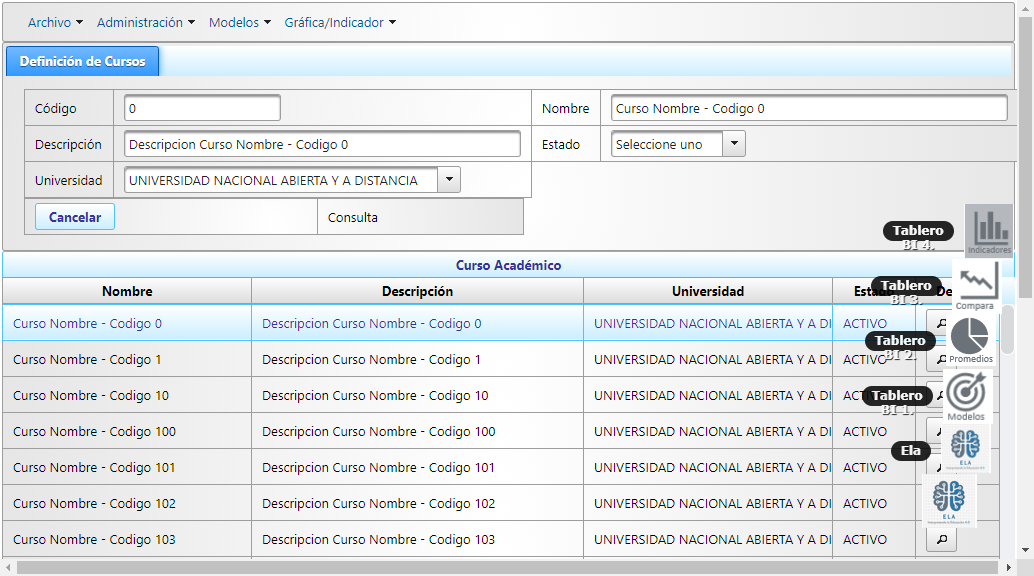 Archivo Administración Modelos Gráfica/Indicador
Definición de Cursos
Código 0 Nombre Curso Nombre - Codigo 0
Descripción Descripcion Curso Nombre - Codigo 0 Estado Seleccione uno
Universidad UNIVERSIDAD NACIONAL ABIERTA Y A DISTANCIA
Cancelar Consulta
Tablero
BI 4.
Indicadores
Curso Académico
Nombre Descripción Universidad Estado De
Tablero
BI 3.
Compara
Curso Nombre - Codigo 0 Descripcion Curso Nombre - Codigo 0 UNIVERSIDAD NACIONAL ABIERTA Y A DI ACTIVO
Tablero
BI 2.
Promedios
Curso Nombre - Codigo 1 Descripcion Curso Nombre - Codigo 1 UNIVERSIDAD NACIONAL ABIERTA Y A DI ACTIVO
Curso Nombre - Codigo 10 Descripcion Curso Nombre - Codigo 10 UNIVERSIDAD NACIONAL ABIERTA Y A DI
Tablero
BI 1.
Modelos
Curso Nombre - Codigo 100 Descripcion Curso Nombre - Codigo 100 UNIVERSIDAD NACIONAL ABIERTA Y A DI ACTIVO
Ela
ELA
Curso Nombre - Codigo 101 Descripcion Curso Nombre - Codigo 101 UNIVERSIDAD NACIONAL ABIERTA Y A DI ACTIVO
Curso Nombre - Codigo 102 Descripcion Curso Nombre - Codigo 102 UNIVERSIDAD NACIONAL ABIERTA Y A DI ACTIVO
ELA
Curso Nombre - Codigo 103 Descripcion Curso Nombre - Codigo 103 UNIVERSIDAD NACIONAL ABIERTA Y A DI ACTIVO